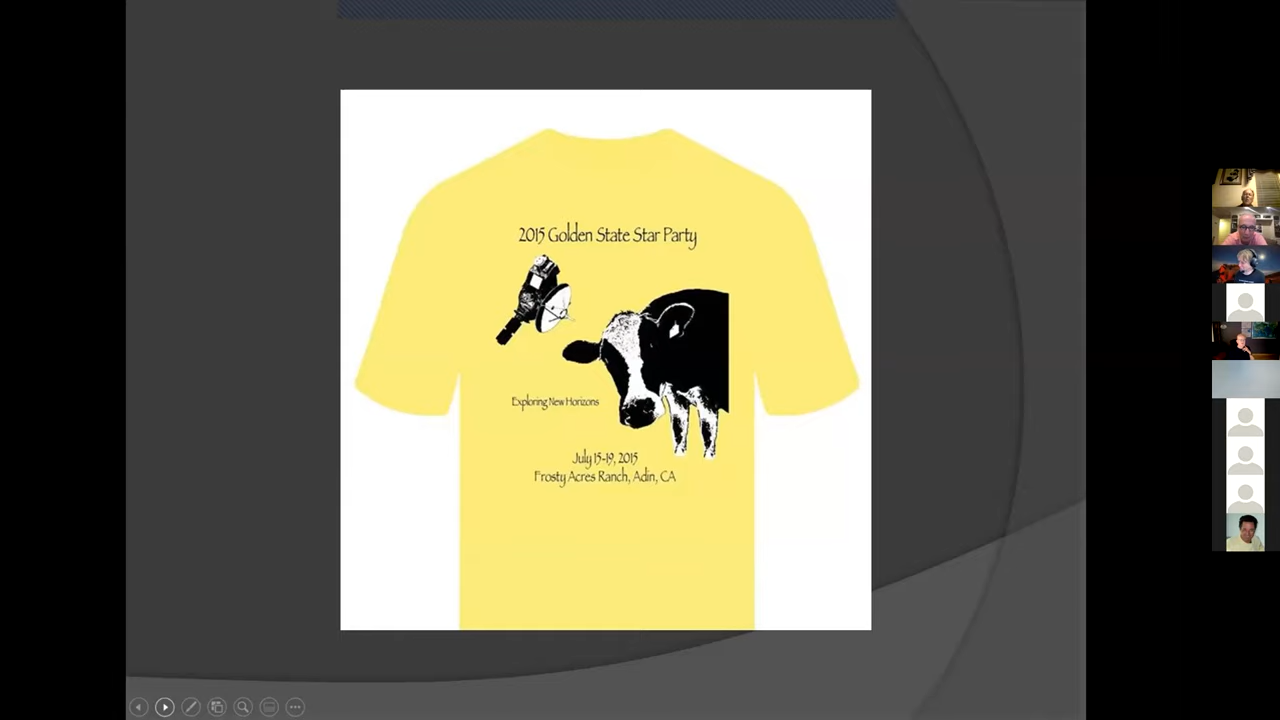 2015 Golden State Star Party
Exploring New Horizons
July 15-19, 2015
Frosty Acres Ranch, Adin, CA